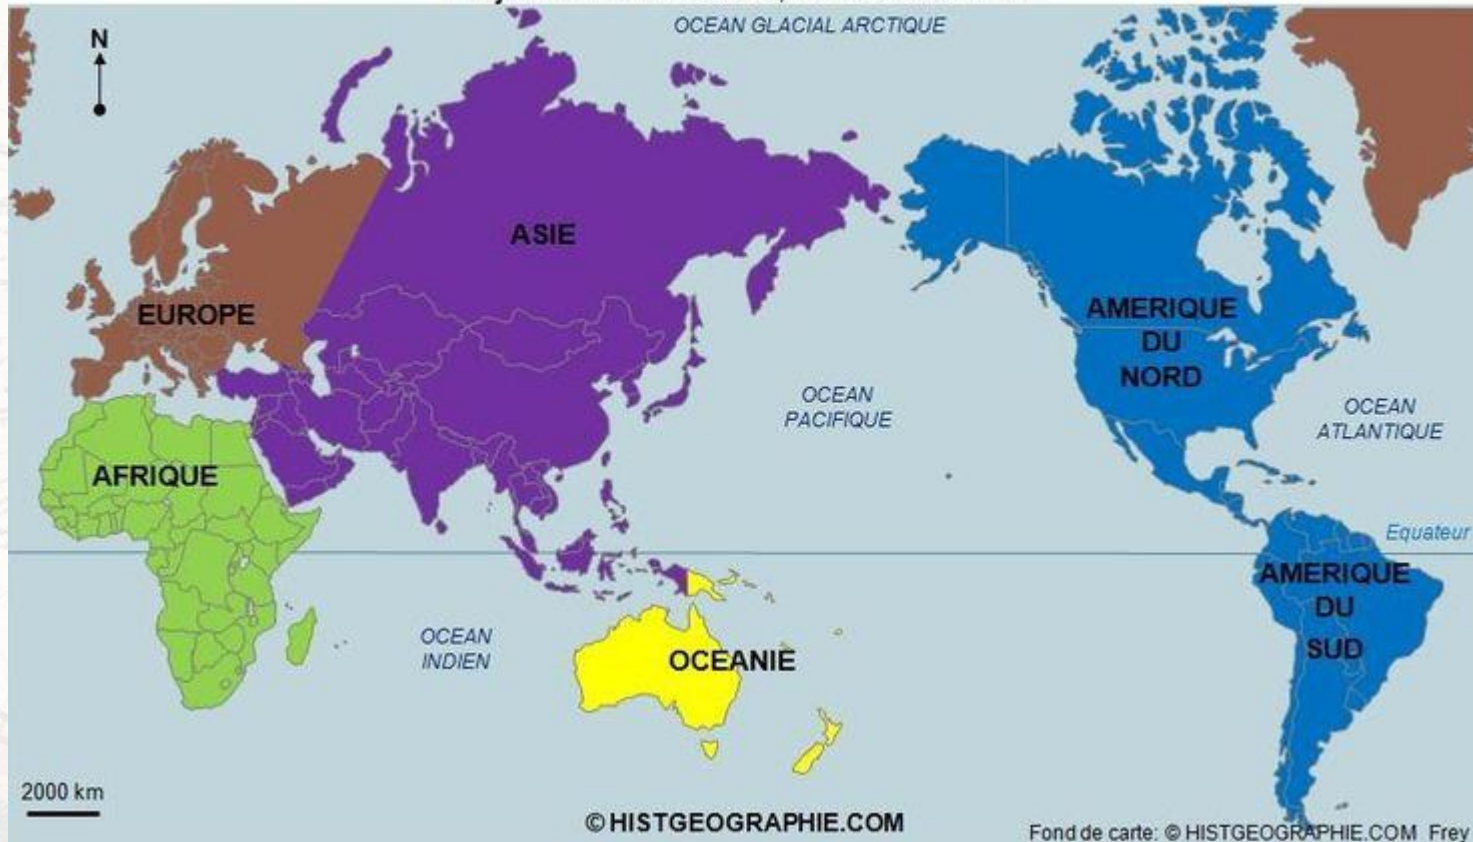 OCEAN GLACIAL ARCTIQUE
N
ASIE
EUROPE
AMERIQUE
DU
NORD
OCEAN
PACIFIQUE
OCEAN
ATLANTIQUE
AFRIQUE
Equateur
AMERIQUE
DU
SUD
OCEAN
INDIEN
OCEANIE
2000 km
© HISTGEOGRAPHIE.COM
Fond de carte: © HISTGEOGRAPHIE.COM Frey